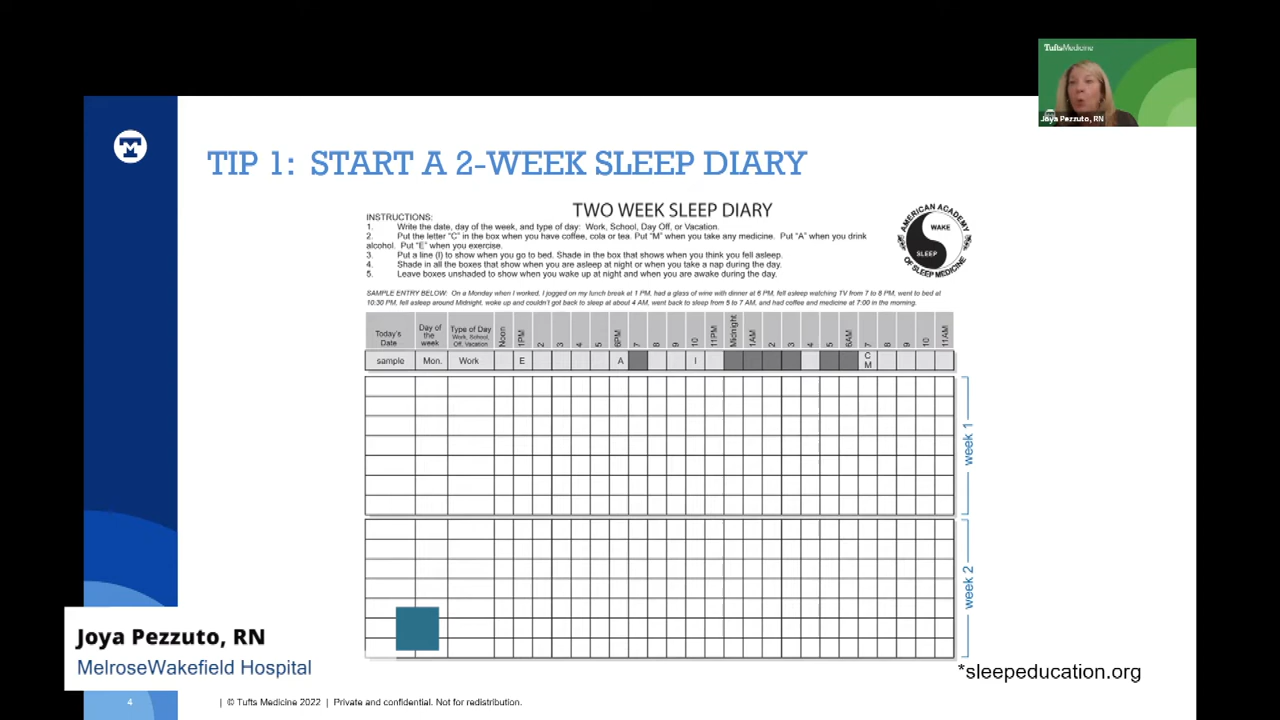 TuftsMedicine
Joya Pezzuto, RN
TIP 1: START A 2-WEEK SLEEP DIARY
TWO WEEK SLEEP DIARY
INSTRUCTIONS:
1. Write the date, day of the week, and type of day: Work, School, Day Off, or Vacation.
2. Put the letter "C" in the box when you have coffee, cola or tea. Put "M" when you take any medicine. Put "A" when you drink
alcohol. Put "E" when you exercise.
3. Put a line (I) to show when you go to bed. Shade in the box that shows when you think you fell asleep.
4. Shade in all the boxes that show when you are asleep at night or when you take a nap during the day.
5. Leave boxes unshaded to show when you wake up at night and when you are awake during the day.
AMERICAN ACADEMY
WAKE
SLEEP
OF SLEEP MEDICINE
SAMPLE ENTRY BELOW: On a Monday when I worked, I jogged on my lunch break at 1 PM, had a glass of wine with dinner at 6 PM, fell asleep watching TV from 7 to 8 PM, went to bed at
10:30 PM, fell asleep around Midnight, woke up and couldn't got back to sleep at about 4 AM, went back to sleep from 5 to 7 AM, and had coffee and medicine at 7:00 in the morning.
Today's
Date
Day of
the
week
Type of Day
Work, School,
Off, Vacation
Noon 1PM 2 3 4 5 6PM 7 8 9 10 11PM Midnight 1AM 2 3 4 5 6AM 7 8 9 10 11AM
sample Mon. Work E A I C
M
week 1
week 2
Joya Pezzuto, RN
MelroseWakefield Hospital
*sleepeducation.org
4 | © Tufts Medicine 2022 | Private and confidential. Not for redistribution.